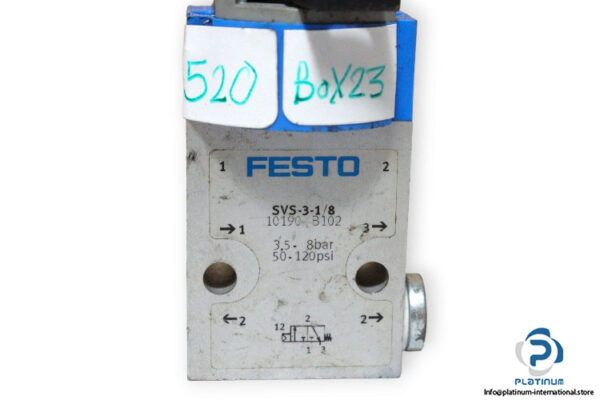 520
BOX23
1 FESTO 2
SVS-3-1/8
10190 B102
→1 3→
3,5- 8bar
50-120psi
←2 2→
2
12
1 3
PLATINUM
Info@platinum-international.store